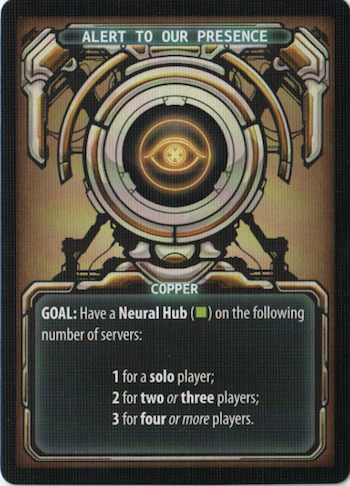 ALERT TO OUR PRESENCE
COPPER
GOAL: Have a Neural Hub (■) on the following
number of servers:
1 for a solo player;
2 for two or three players;
3 for four or more players.